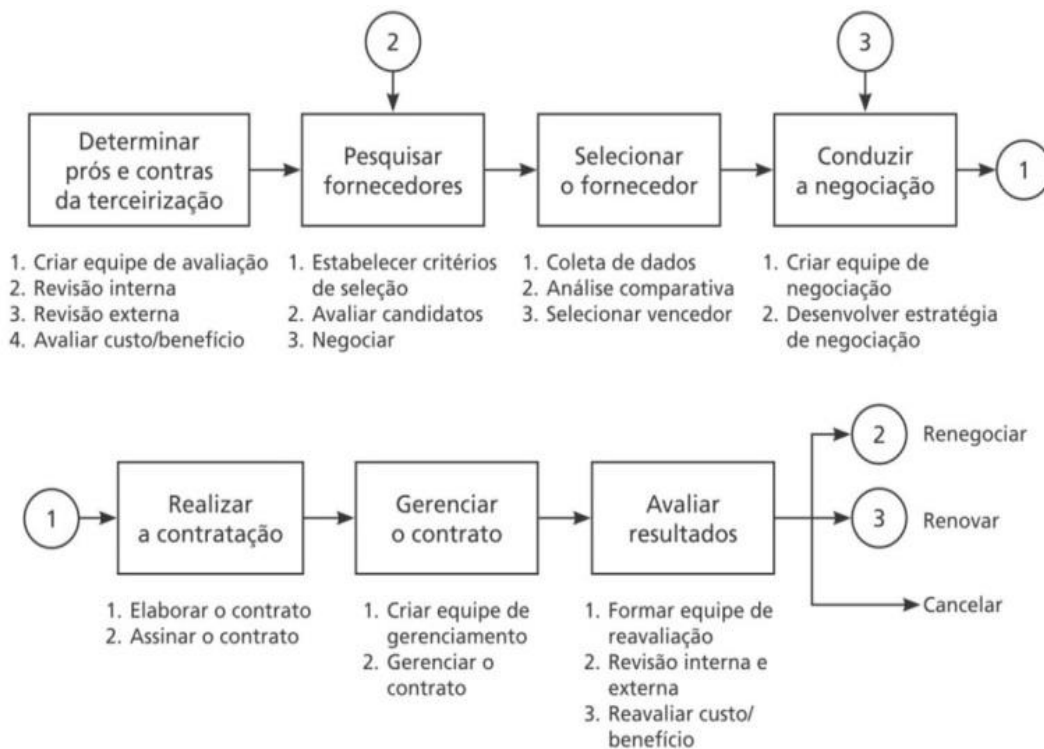 2
3
Determinar
prós e contras
da terceirização
Pesquisar
fornecedores
Selecionar
o fornecedor
Conduzir
a negociação
1
1. Criar equipe de avaliação
2. Revisão interna
3. Revisão externa
4. Avaliar custo/benefício
1. Estabelecer critérios
de seleção
2. Avaliar candidatos
3. Negociar
1. Coleta de dados
2. Análise comparativa
3. Selecionar vencedor
1. Criar equipe de
negociação
2. Desenvolver estratégia
de negociação
1
Realizar
a contratação
Gerenciar
o contrato
Avaliar
resultados
2 Renegociar
3 Renovar
Cancelar
1. Elaborar o contrato
2. Assinar o contrato
1. Criar equipe de
gerenciamento
2. Gerenciar o
contrato
1. Formar equipe de
reavaliação
2. Revisão interna e
externa
3. Reavaliar custo/
benefício